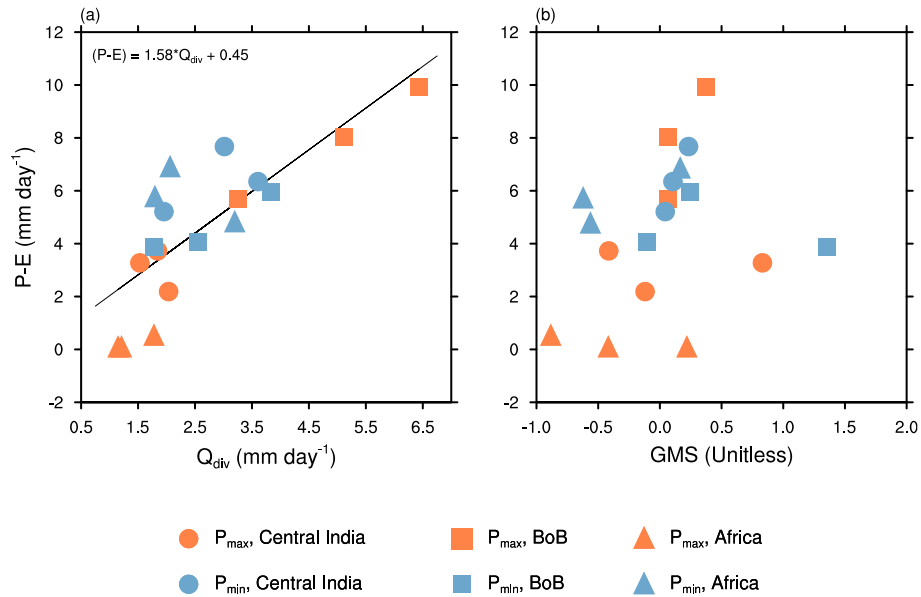 (a)
(b)
(P-E) = 1.58*Q_div + 0.45
12
10
8
6
4
2
0
-2
P-E (mm day⁻¹)
0.5 1.5 2.5 3.5 4.5 5.5 6.5
Q_div (mm day⁻¹)
12
10
8
6
4
2
0
-2
-1.0 -0.5 0.0 0.5 1.0 1.5 2.0
GMS (Unitless)
P_max, Central India
P_max, BoB
P_max, Africa
P_min, Central India
P_min, BoB
P_min, Africa